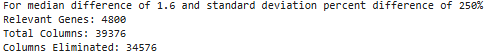 For median difference of 1.6 and standard deviation percent difference of 250%
Relevant Genes: 4800
Total Columns: 39376
Columns Eliminated: 34576